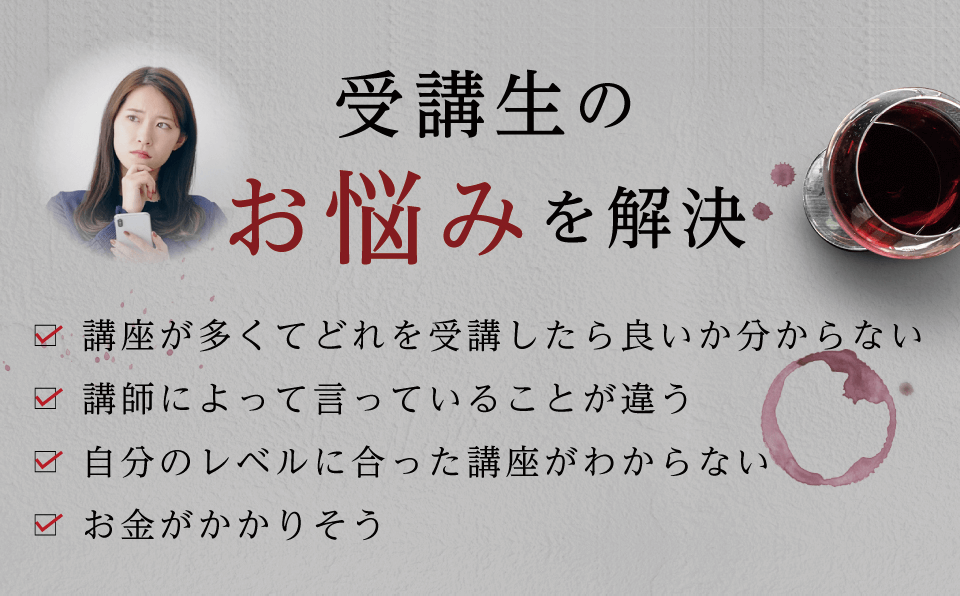 受講生の
お悩みを解決
講座が多くてどれを受講したら良いか分からない
講師によって言っていることが違う
自分のレベルに合った講座がわからない
お金がかかりそう